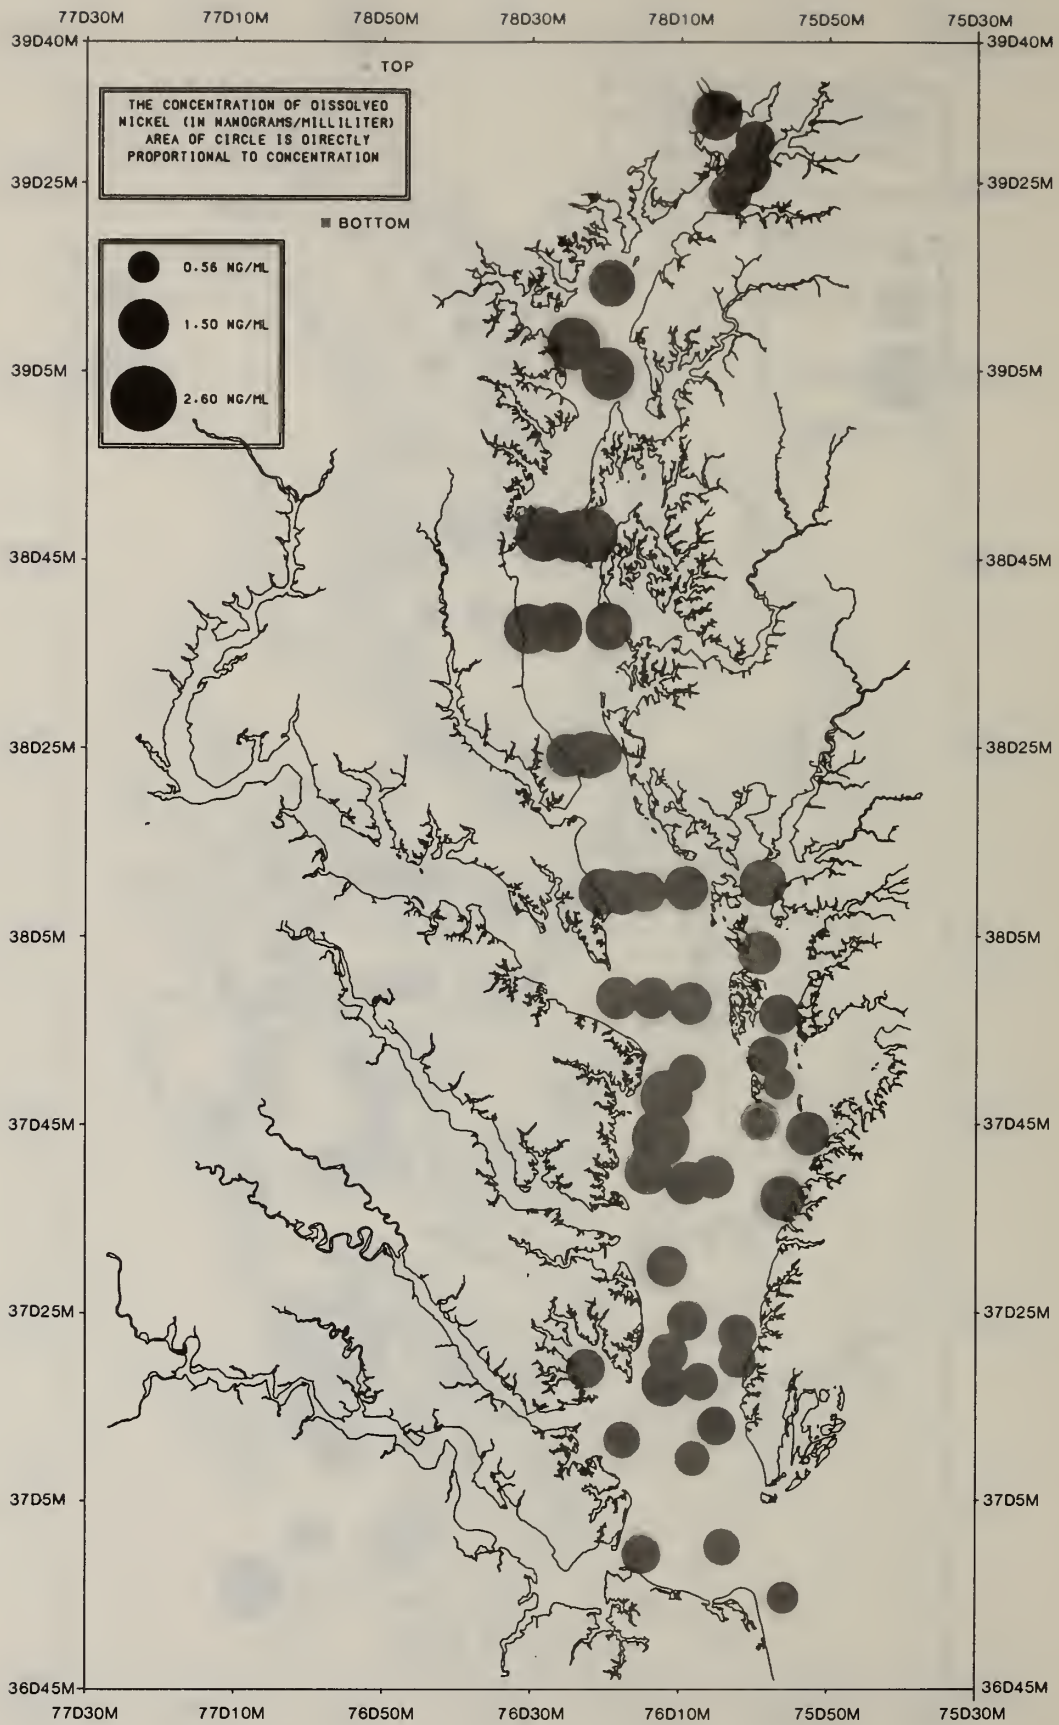 77D30M 77D10M 78D50M 78D30M 78D10M 75D50M 75D30M
39D40M 39D40M
TOP
THE CONCENTRATION OF DISSOLVED
NICKEL (IN NANOGRAMS/MILLILITER)
AREA OF CIRCLE IS DIRECTLY
PROPORTIONAL TO CONCENTRATION
39D25M 39D25M
BOTTOM
0.56 NG/ML
1.50 NG/ML
39D5M 39D5M
2.60 NG/ML
38D45M 38D45M
38D25M 38D25M
38D5M 38D5M
37D45M 37D45M
37D25M 37D25M
37D5M 37D5M
36D45M 36D45M
77D30M 77D10M 76D50M 76D30M 76D10M 75D50M 75D30M